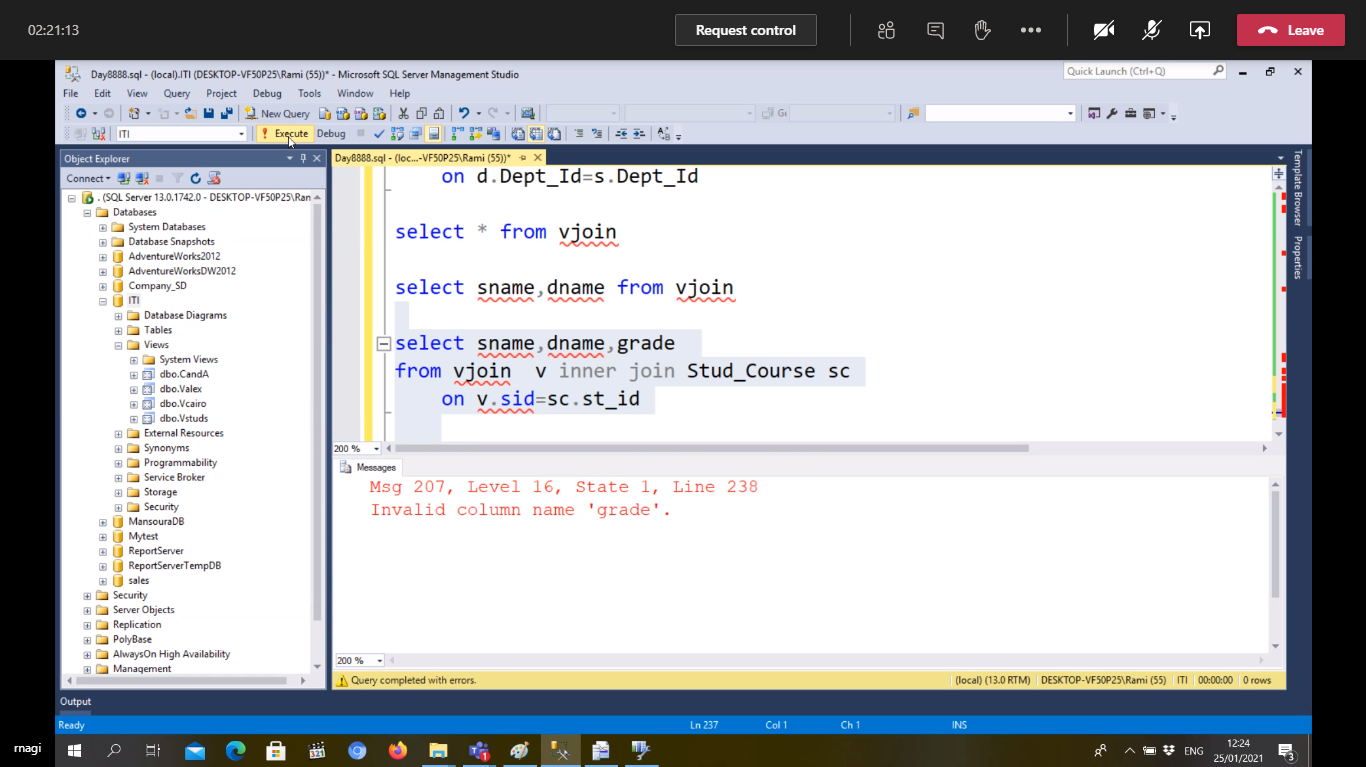 02:21:13
Request control
Leave
Day8888.sql - (local).ITI (DESKTOP-VF50P25\Rami (55))* - Microsoft SQL Server Management Studio
Quick Launch (Ctrl+Q)
File Edit View Query Project Debug Tools Window Help
New Query
ITI
Execute Debug
Object Explorer
Day8888.sql - (loc...-VF50P25\Rami (55))*
Connect
. (SQL Server 13.0.1742.0 - DESKTOP-VF50P25\Ran
Databases
System Databases
Database Snapshots
AdventureWorks2012
AdventureWorksDW2012
Company_SD
ITI
Database Diagrams
Tables
Views
System Views
dbo.CandA
dbo.Valex
dbo.Vcairo
dbo.Vstuds
External Resources
Synonyms
Programmability
Service Broker
Storage
Security
MansouraDB
Mytest
ReportServer
ReportServerTempDB
sales
Security
Server Objects
Replication
PolyBase
AlwaysOn High Availability
Management
on d.Dept_Id=s.Dept_Id
select * from vjoin
select sname,dname from vjoin
select sname,dname,grade
from vjoin v inner join Stud_Course sc
on v.sid=sc.st_id
200 %
Messages
Msg 207, Level 16, State 1, Line 238
Invalid column name 'grade'.
200 %
Query completed with errors.
(local) (13.0 RTM) DESKTOP-VF50P25\Rami (55) ITI 00:00:00 0 rows
Template Browser
Properties
Output
Ready
Ln 237 Col 1 Ch 1 INS
rnagi
321
1
ENG
12:24
25/01/2021
3